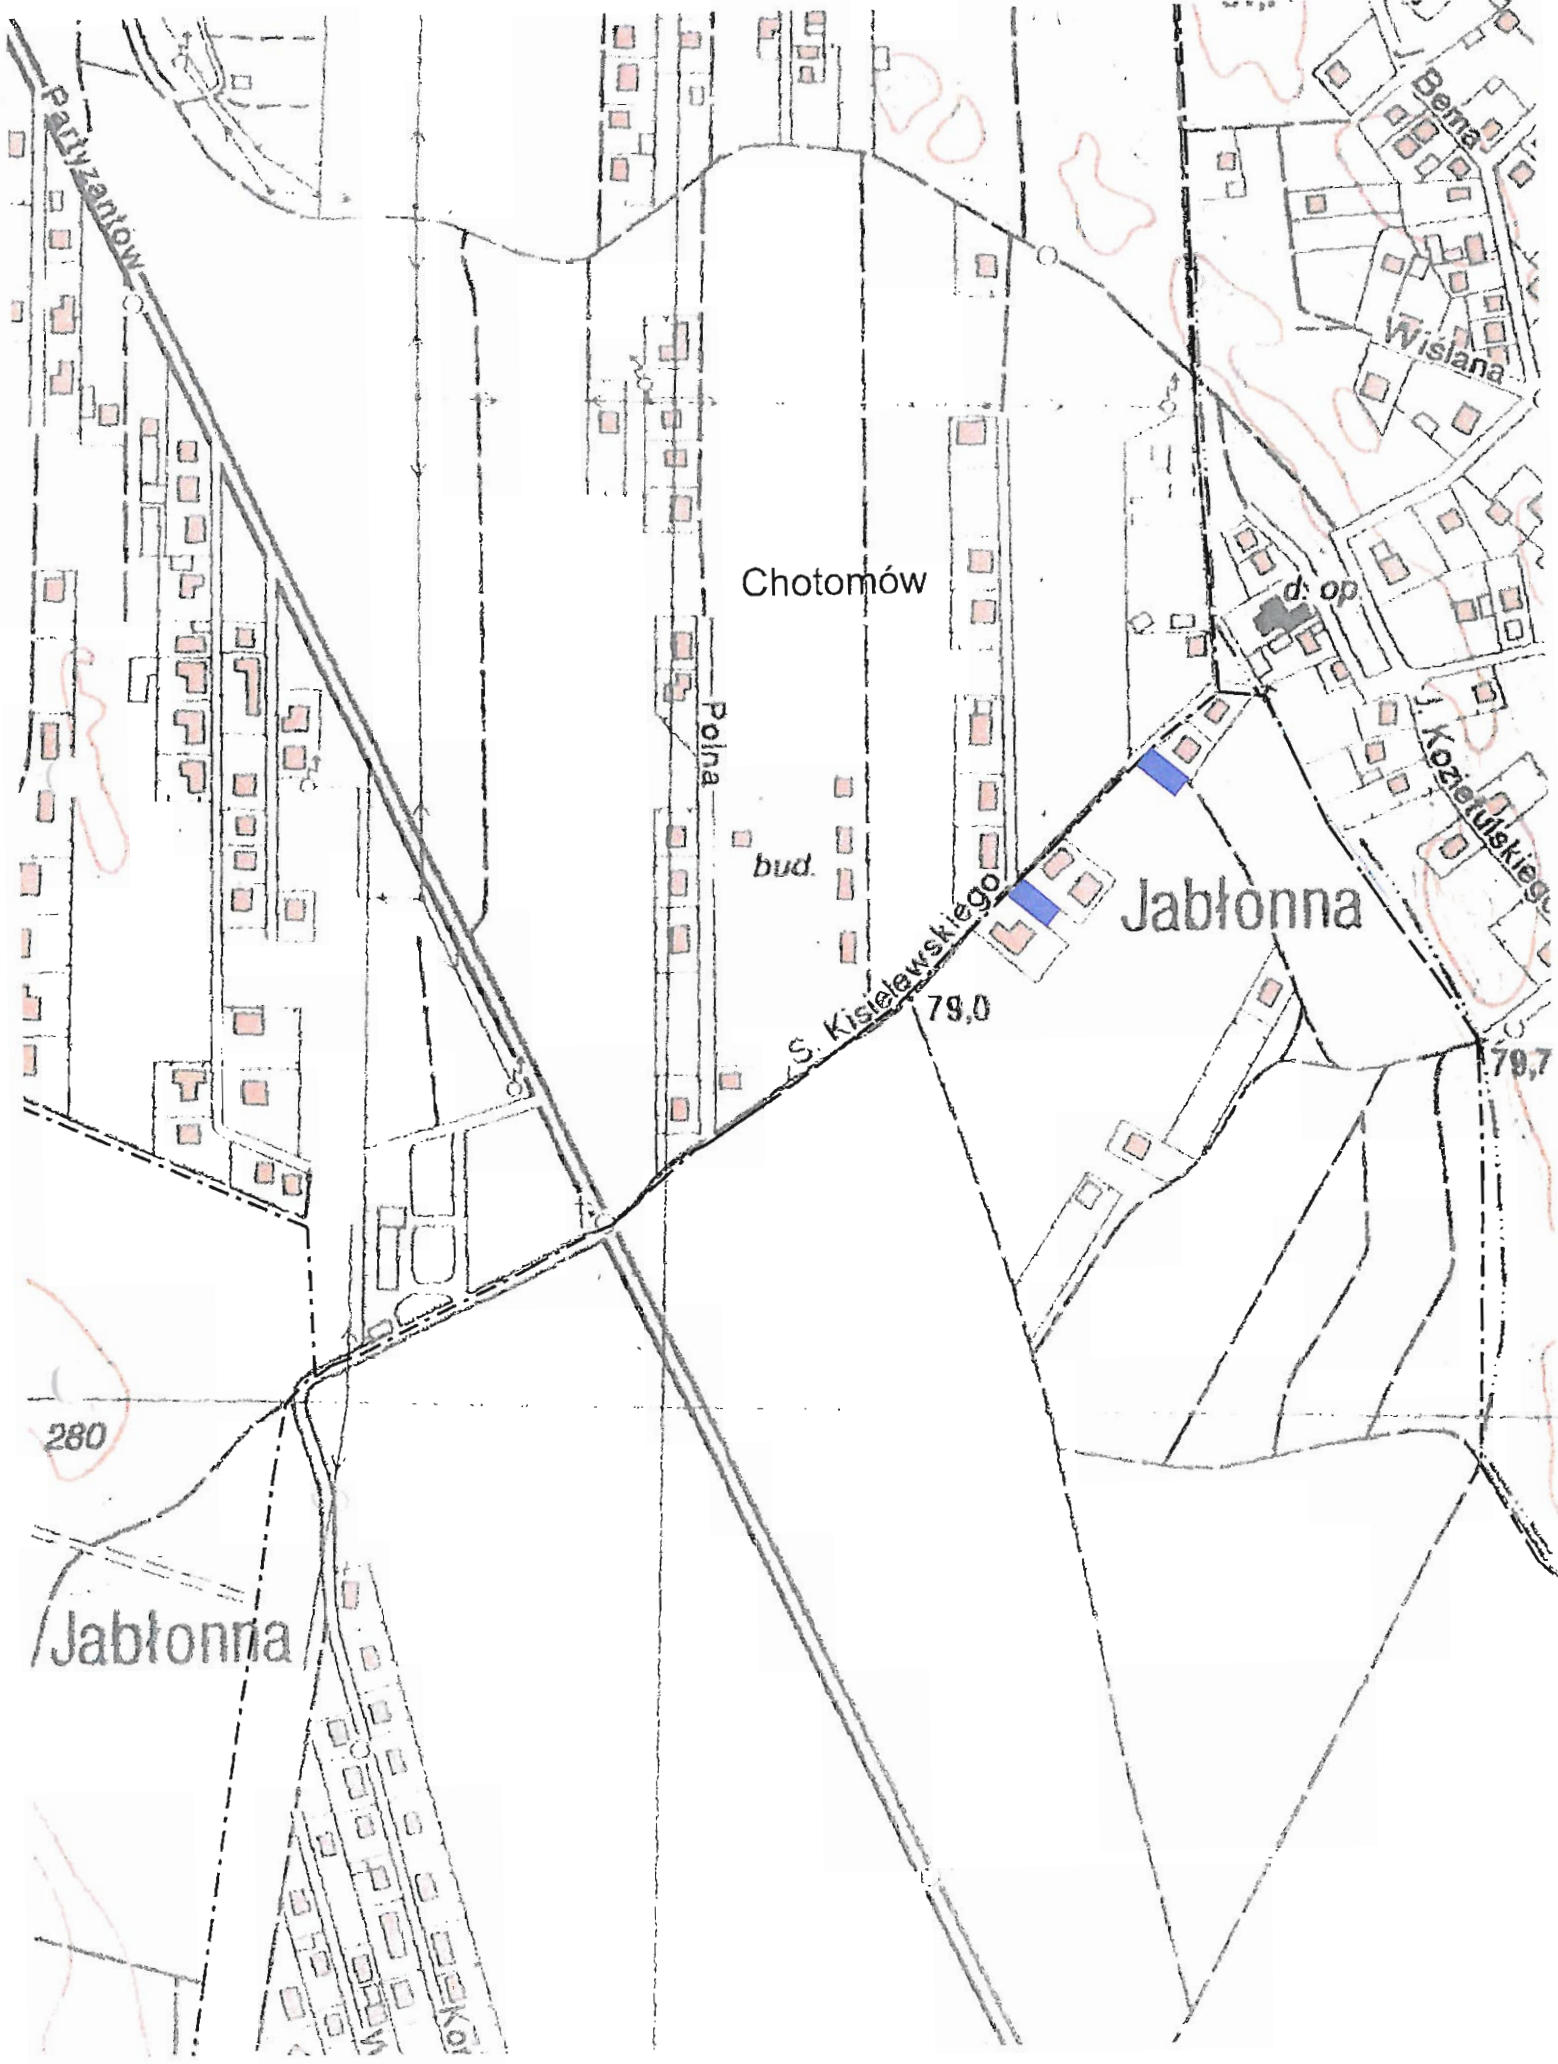 Bema
Partyzantów
Wiślana
Chotomów
d. op.
Polna
J. Kozietulskiego
bud.
Jabłonna
S. Kisielewskiego
79,0
79,7
280
Jabłonna